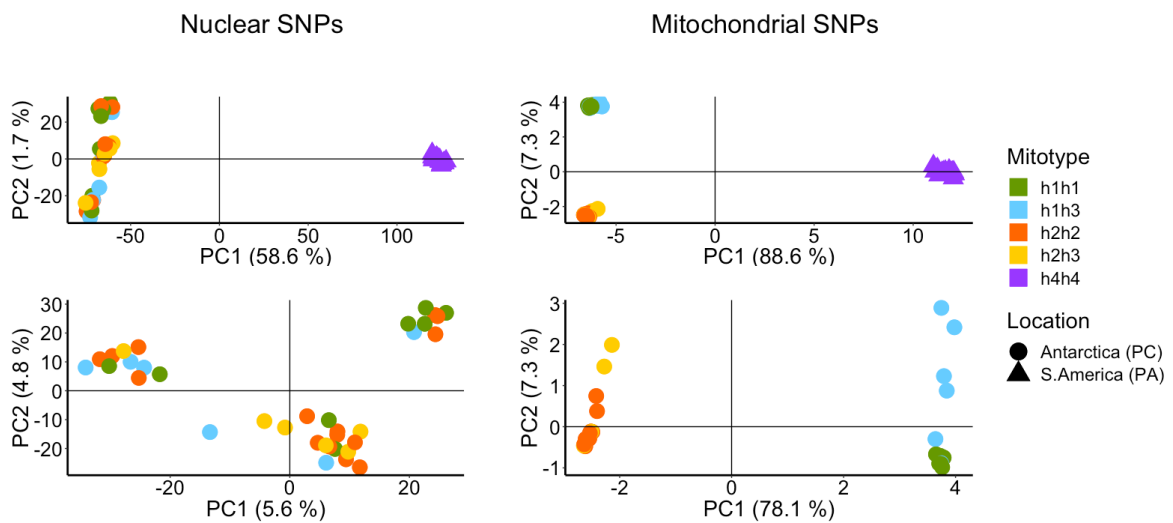 Nuclear SNPs
Mitochondrial SNPs
PC2 (1.7 %)
20
0
-20
-50
0
50
100
PC1 (58.6 %)
PC2 (7.3 %)
4
2
0
-2
-5
0
5
10
PC1 (88.6 %)
PC2 (4.8 %)
30
20
10
0
-10
-20
-20
0
20
PC1 (5.6 %)
PC2 (7.3 %)
3
2
1
0
-1
-2
0
2
4
PC1 (78.1 %)
Mitotype
h1h1
h1h3
h2h2
h2h3
h4h4
Location
Antarctica (PC)
S.America (PA)